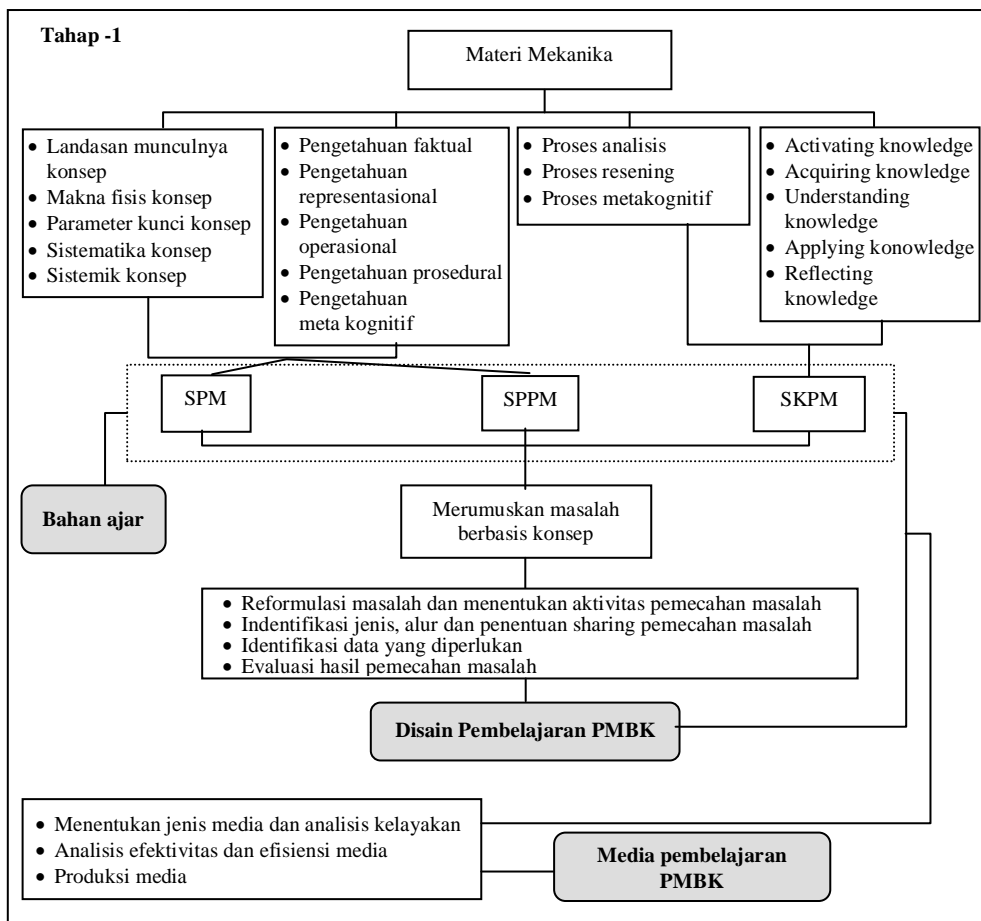 Tahap -1
Materi Mekanika
• Landasan munculnya
konsep
• Makna fisis konsep
• Parameter kunci konsep
• Sistematika konsep
• Sistemik konsep
• Pengetahuan faktual
• Pengetahuan
representasional
• Pengetahuan
operasional
• Pengetahuan prosedural
• Pengetahuan
meta kognitif
• Proses analisis
• Proses resening
• Proses metakognitif
• Activating knowledge
• Acquiring knowledge
• Understanding
knowledge
• Applying konowledge
• Reflecting
knowledge
SPM
SPPM
SKPM
Bahan ajar
Merumuskan masalah
berbasis konsep
• Reformulasi masalah dan menentukan aktivitas pemecahan masalah
• Indentifikasi jenis, alur dan penentuan sharing pemecahan masalah
• Identifikasi data yang diperlukan
• Evaluasi hasil pemecahan masalah
Disain Pembelajaran PMBK
• Menentukan jenis media dan analisis kelayakan
• Analisis efektivitas dan efisiensi media
• Produksi media
Media pembelajaran
PMBK